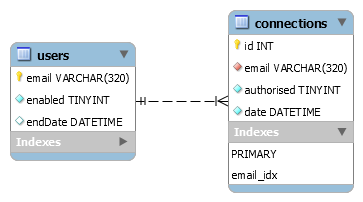 users
email VARCHAR(320)
enabled TINYINT
endDate DATETIME
Indexes
connections
id INT
email VARCHAR(320)
authorised TINYINT
date DATETIME
Indexes
PRIMARY
email_idx